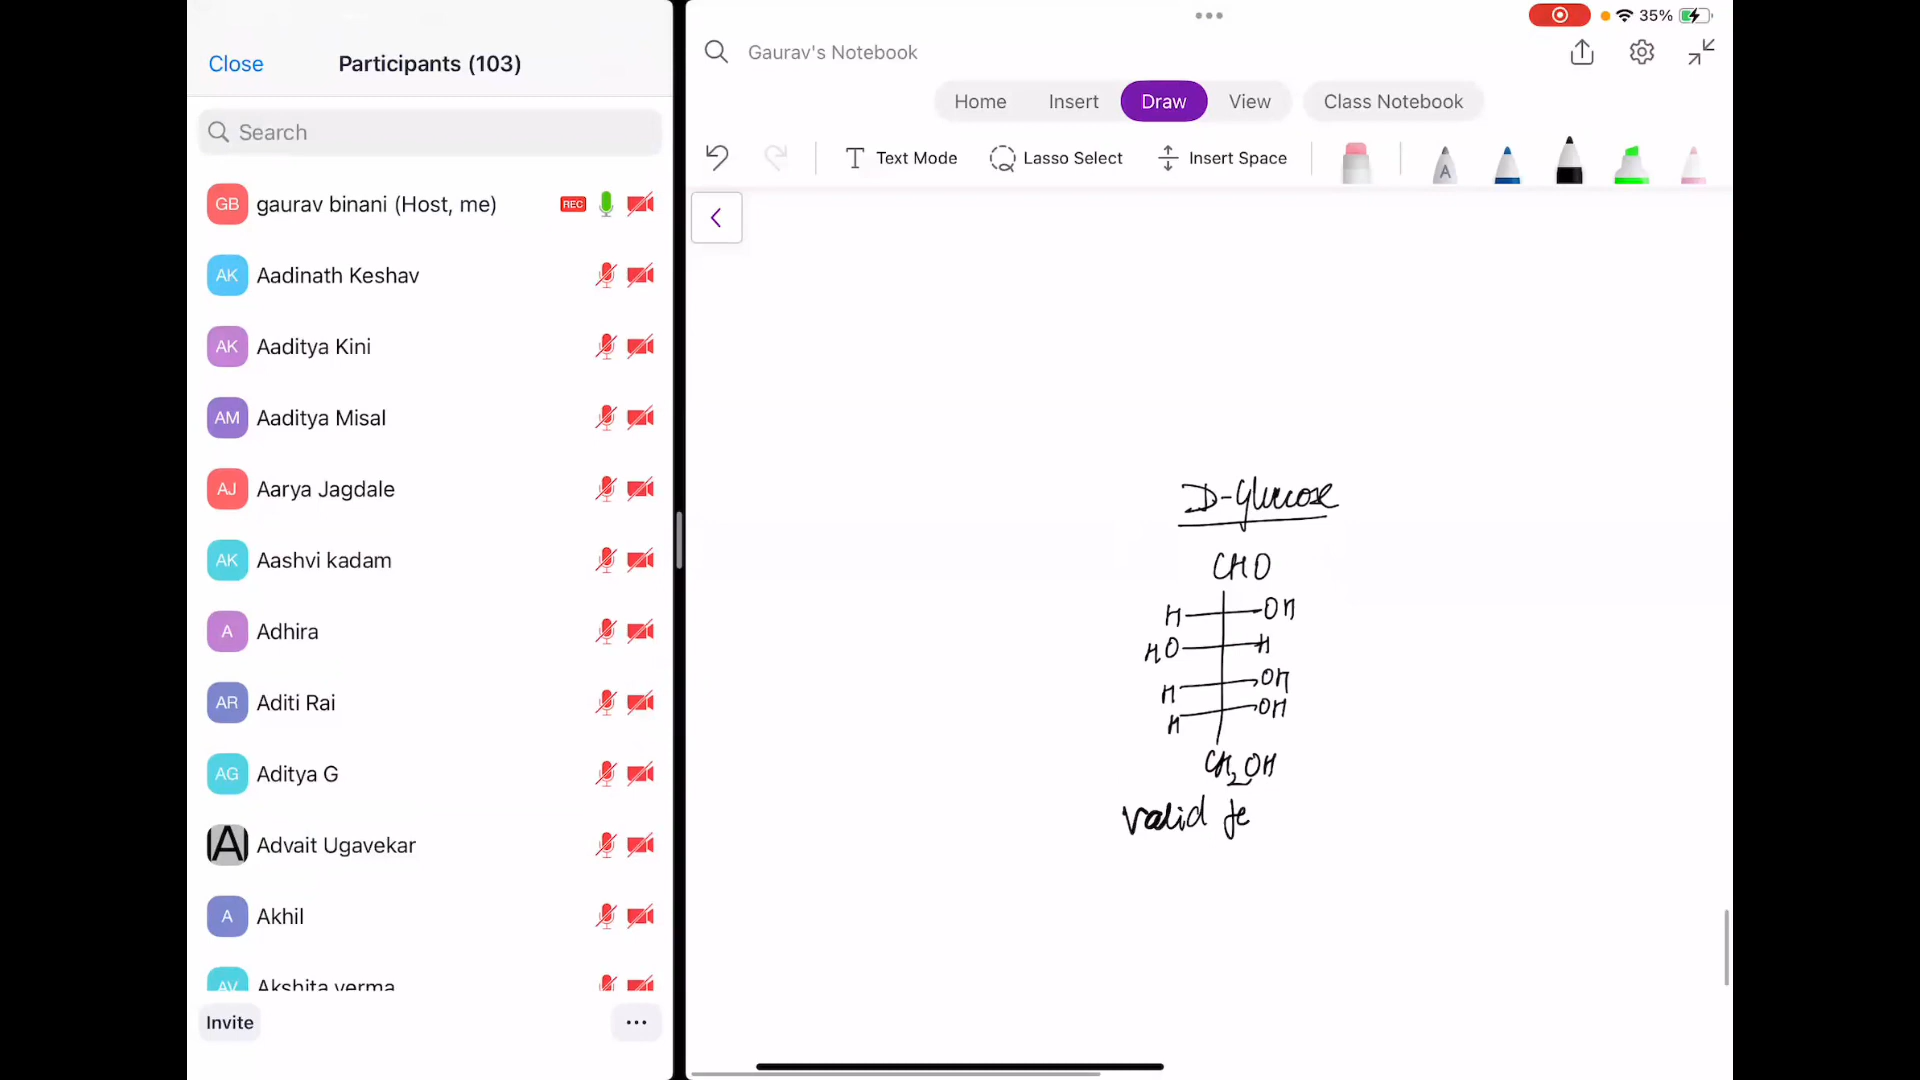 Close
Participants (103)
Search
GB gaurav binani (Host, me) REC
AK Aadinath Keshav
AK Aaditya Kini
AM Aaditya Misal
AJ Aarya Jagdale
AK Aashvi kadam
A Adhira
AR Aditi Rai
AG Aditya G
A Advait Ugavekar
A Akhil
AV Akshita verma
Invite
35%
Gaurav's Notebook
Home Insert Draw View Class Notebook
Text Mode Lasso Select Insert Space A
D-Glucose
CHO
H OH
HO H
H OH
H OH
CH2OH
valid